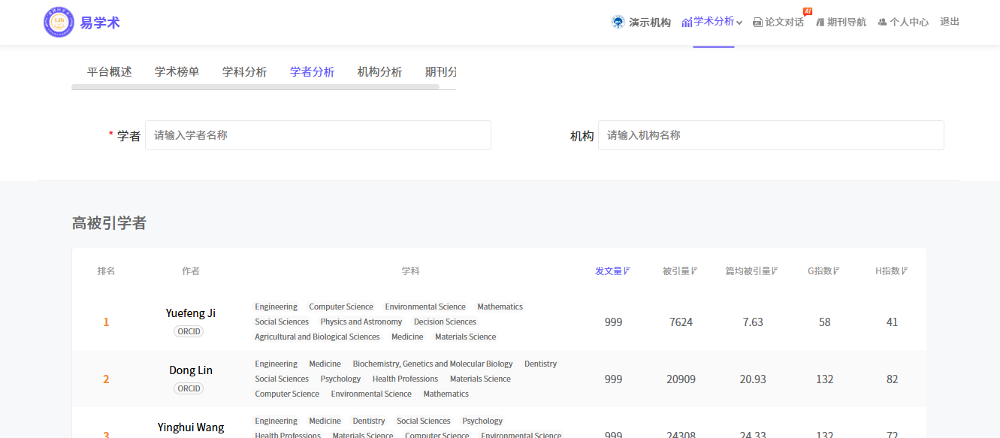 易学术
演示机构 学术分析 论文对话 AI 期刊导航 个人中心 退出
平台概述 学术榜单 学科分析 学者分析 机构分析 期刊分
* 学者 请输入学者名称 机构 请输入机构名称
高被引学者
排名 作者 学科 发文量 被引量 篇均被引量 G指数 H指数
Engineering Computer Science Environmental Science Mathematics
1 Yuefeng Ji Social Sciences Physics and Astronomy Decision Sciences 999 7624 7.63 58 41
ORCID Agricultural and Biological Sciences Medicine Materials Science
Engineering Medicine Biochemistry, Genetics and Molecular Biology Dentistry
2 Dong Lin Social Sciences Psychology Health Professions Materials Science 999 20909 20.93 132 82
ORCID Computer Science Environmental Science Mathematics
Engineering Medicine Dentistry Social Sciences Psychology
3 Yinghui Wang Health Professions Materials Science Computer Science Environmental Science 999 24308 24.33 132 72